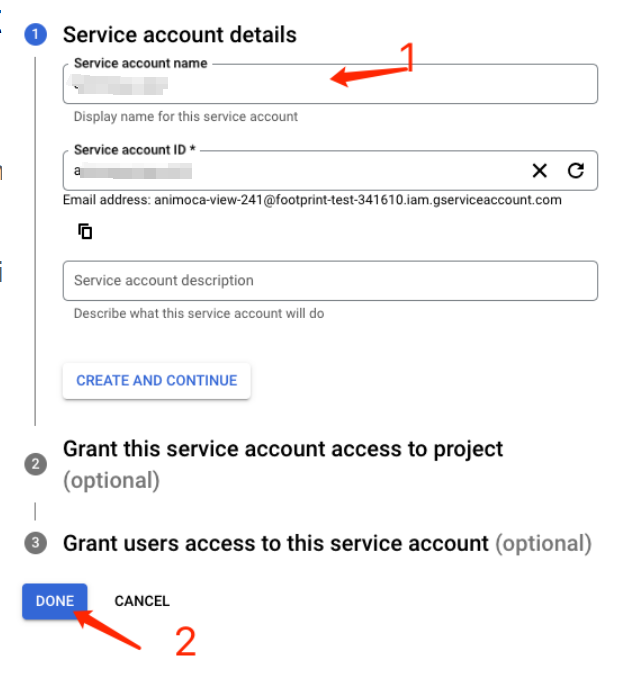 1 Service account details
1
Service account name
Display name for this service account
Service account ID *
a
Email address: animoca-view-241@footprint-test-341610.iam.gserviceaccount.com
Service account description
Describe what this service account will do
CREATE AND CONTINUE
2 Grant this service account access to project
(optional)
3 Grant users access to this service account (optional)
DONE CANCEL
2